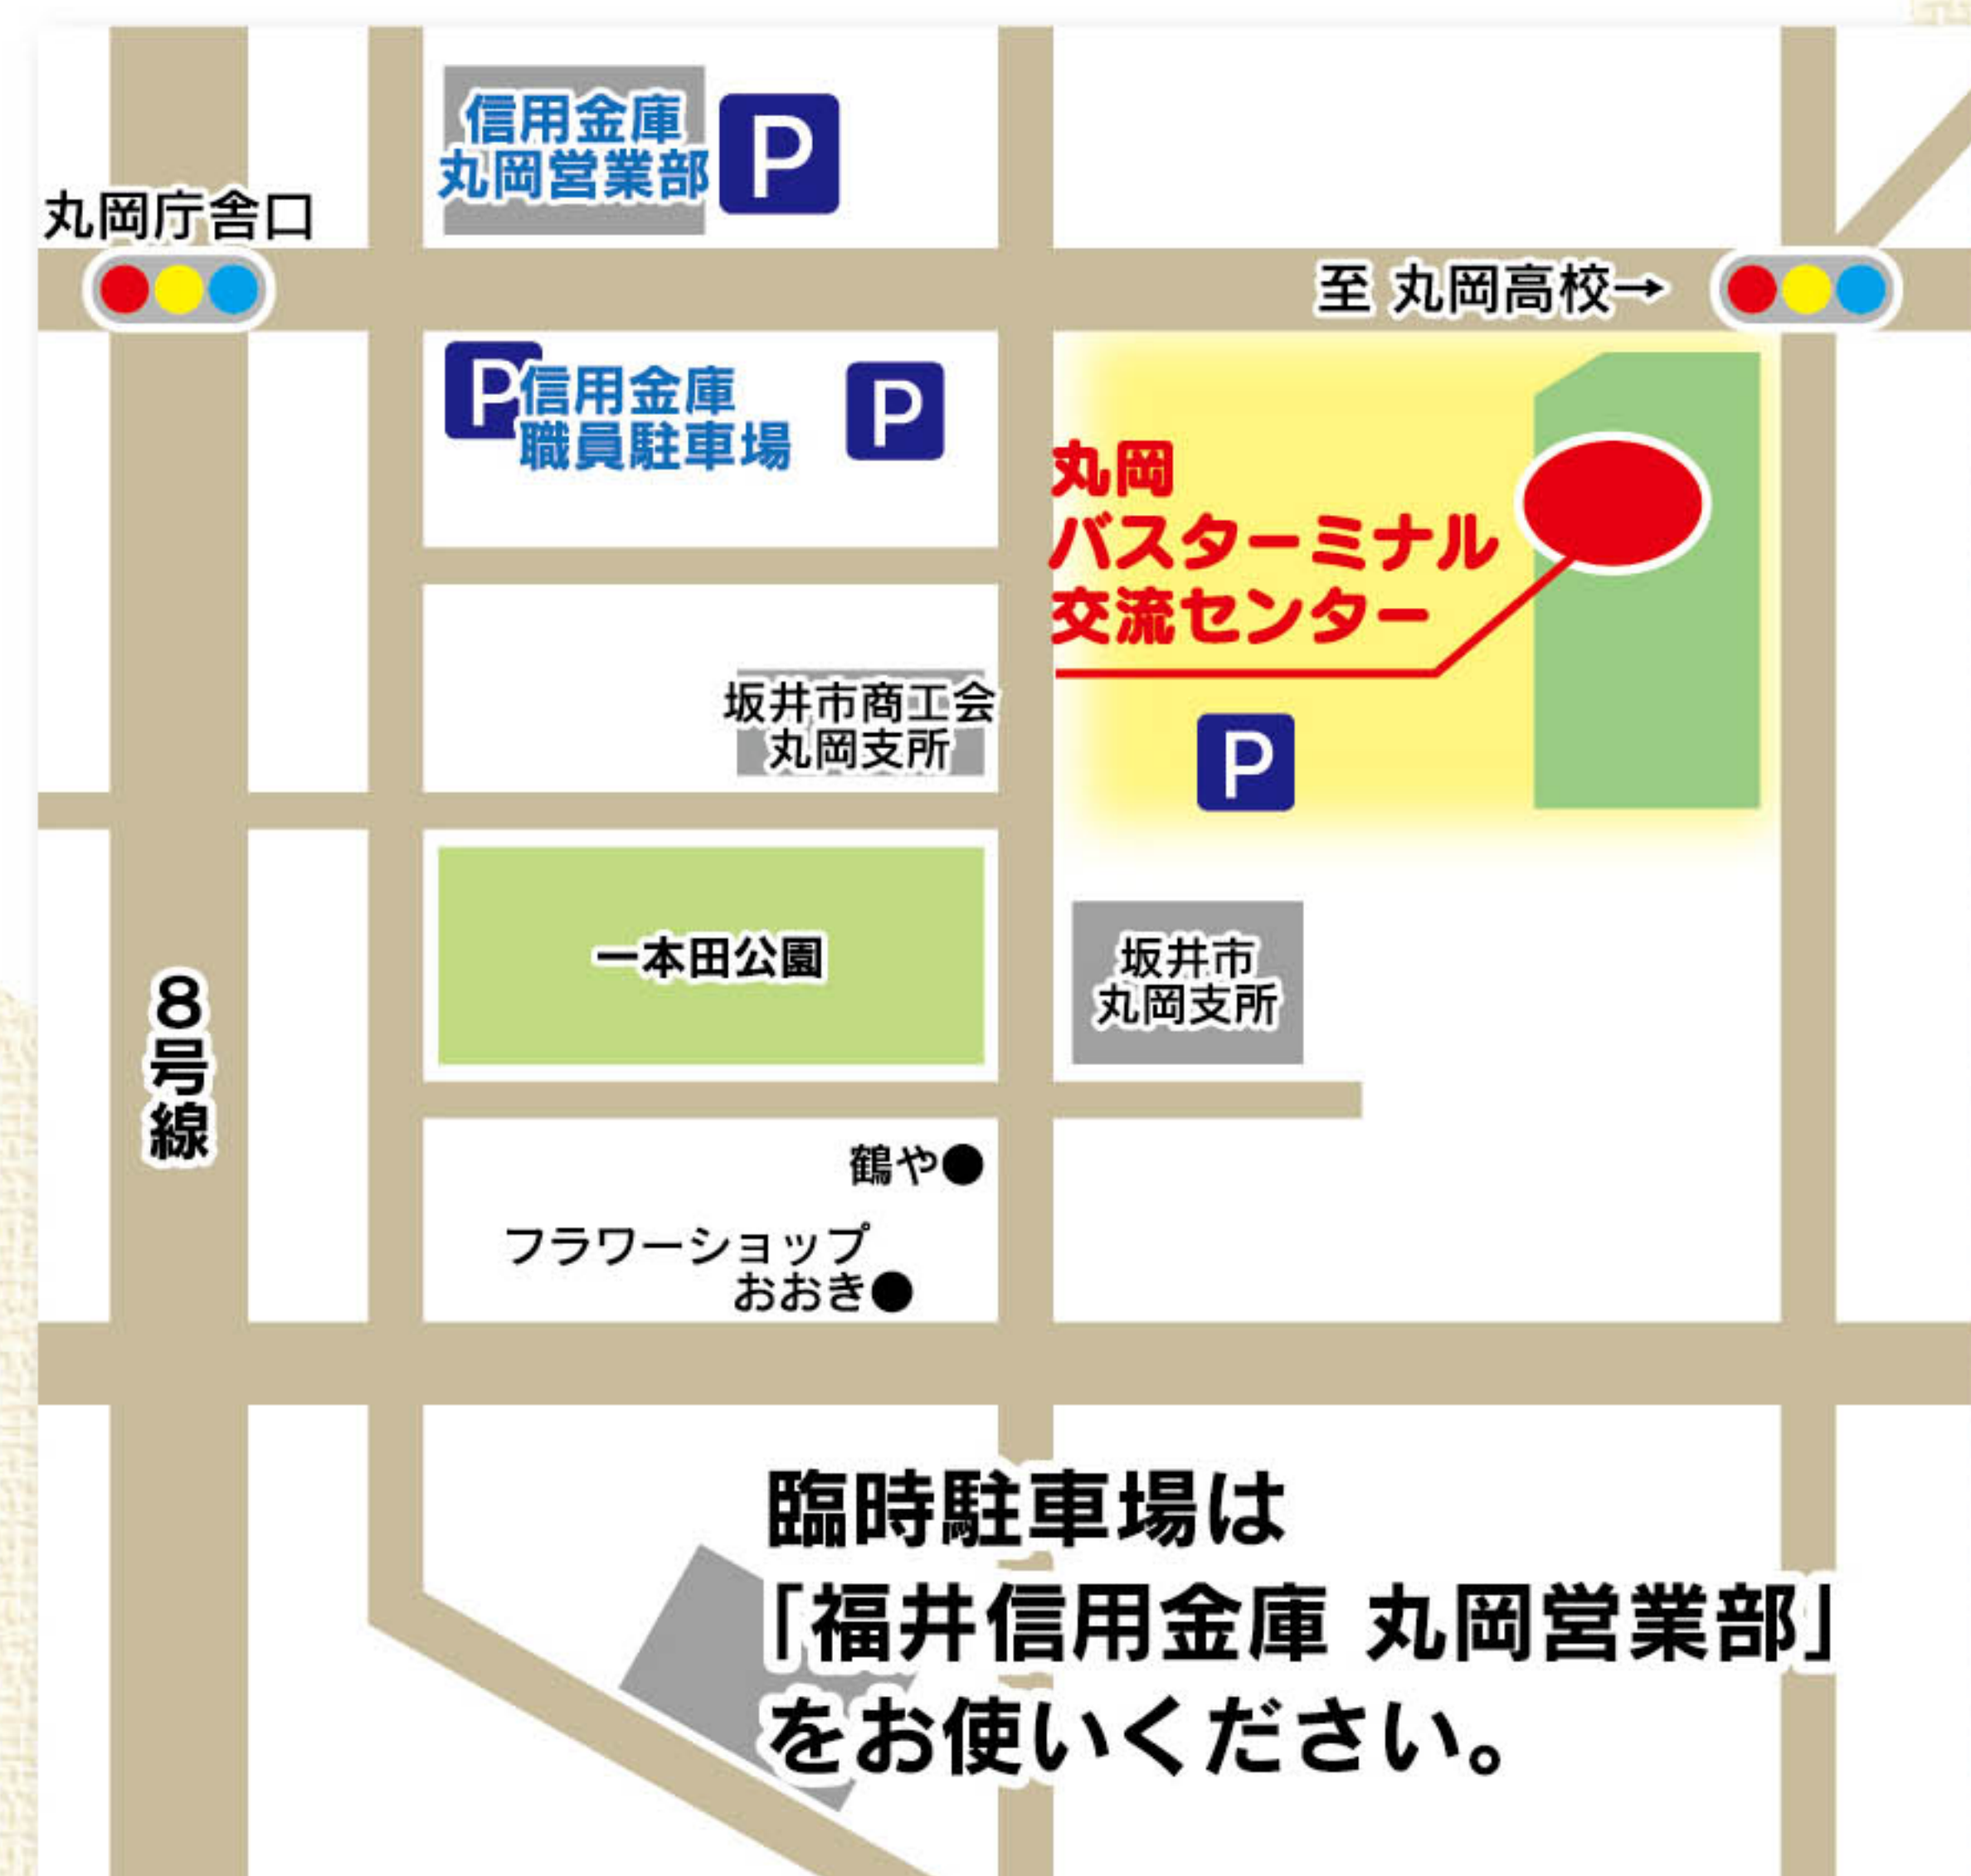 信用金庫
丸岡営業部
P
丸岡庁舎口
至 丸岡高校→
P
信用金庫
職員駐車場
P
丸岡
バスターミナル
交流センター
坂井市商工会
丸岡支所
P
一本田公園
坂井市
丸岡支所
8号線
鶴や●
フラワーショップ
おおき●
臨時駐車場は
「福井信用金庫 丸岡営業部」
をお使いください。